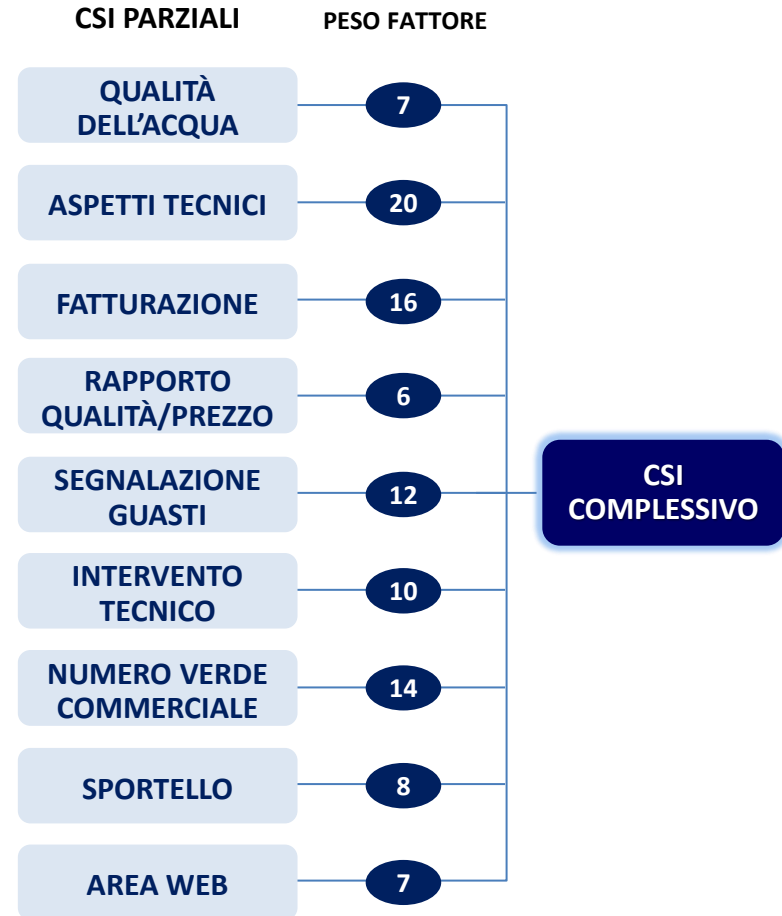 CSI PARZIALI
PESO FATTORE
QUALITÀ
DELL’ACQUA
7
ASPETTI TECNICI
20
FATTURAZIONE
16
RAPPORTO
QUALITÀ/PREZZO
6
SEGNALAZIONE
GUASTI
12
CSI
COMPLESSIVO
INTERVENTO
TECNICO
10
NUMERO VERDE
COMMERCIALE
14
SPORTELLO
8
AREA WEB
7